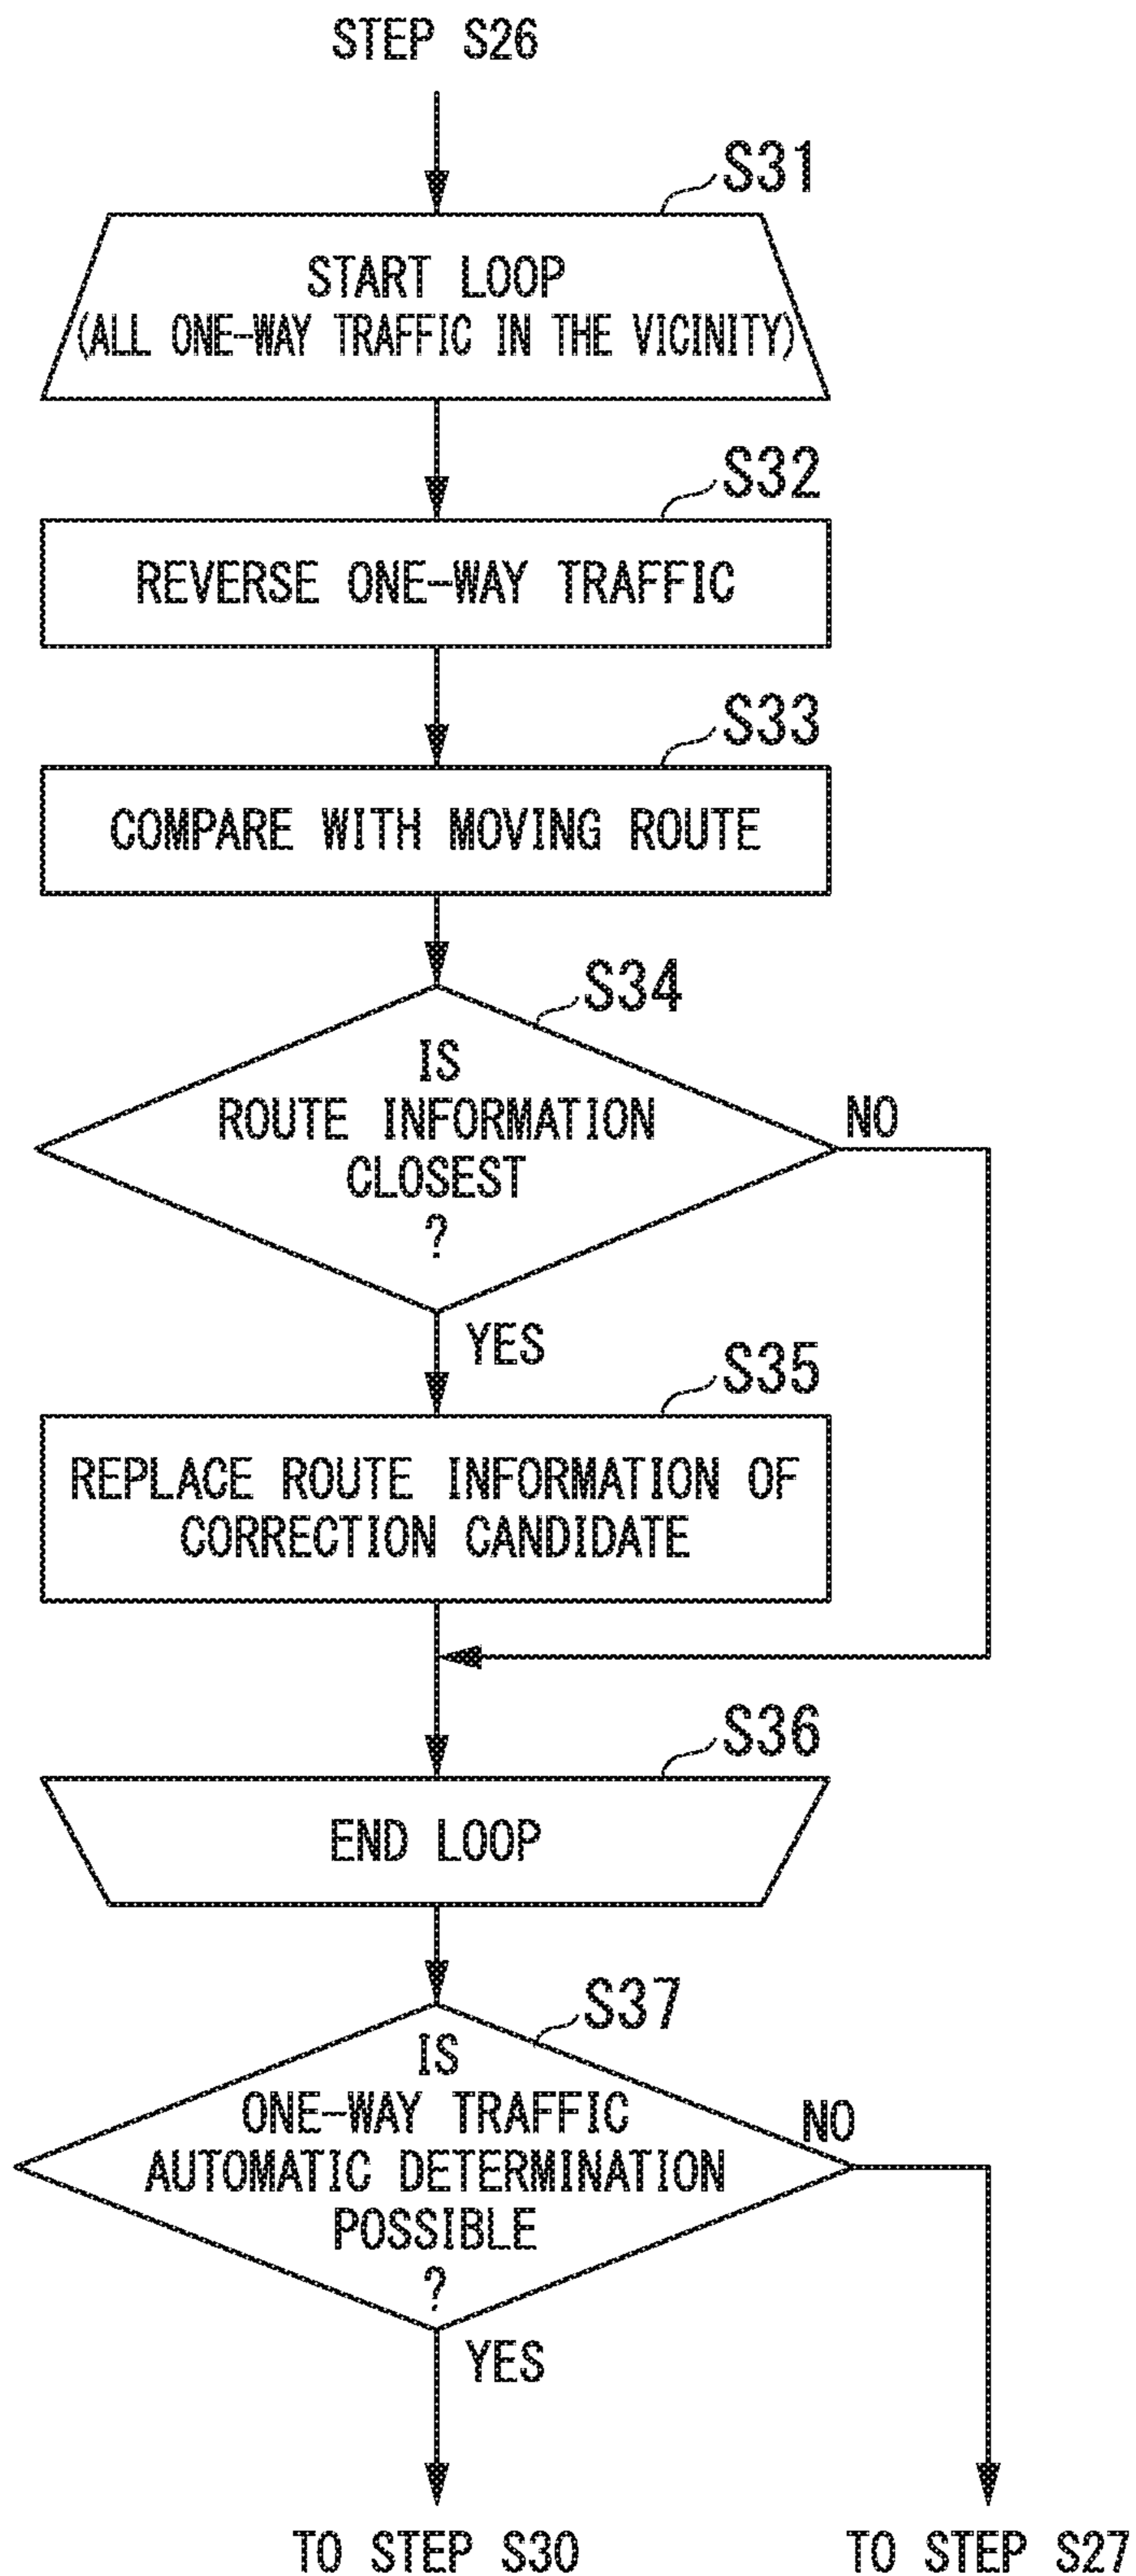 STEP S26
S31
START LOOP
(ALL ONE-WAY TRAFFIC IN THE VICINITY)
S32
REVERSE ONE-WAY TRAFFIC
S33
COMPARE WITH MOVING ROUTE
S34
IS
ROUTE INFORMATION
CLOSEST
?
NO
YES
S35
REPLACE ROUTE INFORMATION OF
CORRECTION CANDIDATE
S36
END LOOP
S37
IS
ONE-WAY TRAFFIC
AUTOMATIC DETERMINATION
POSSIBLE
?
NO
YES
TO STEP S30
TO STEP S27